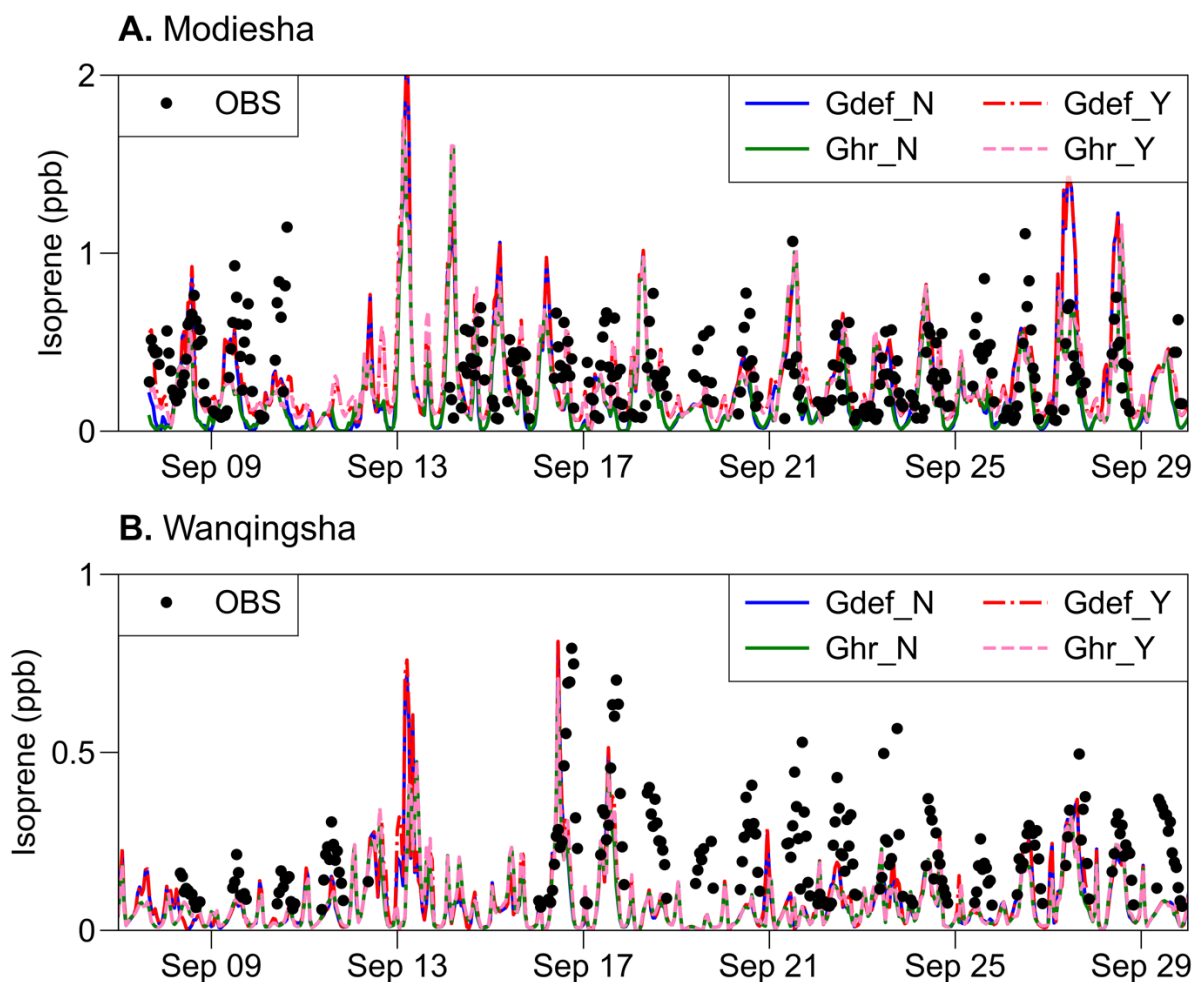 A. Modiesha
2
OBS
Gdef_N
Gdef_Y
Ghr_N
Ghr_Y
Isoprene (ppb)
1
0
Sep 09
Sep 13
Sep 17
Sep 21
Sep 25
Sep 29
B. Wanqingsha
1
OBS
Gdef_N
Gdef_Y
Ghr_N
Ghr_Y
Isoprene (ppb)
0.5
0
Sep 09
Sep 13
Sep 17
Sep 21
Sep 25
Sep 29